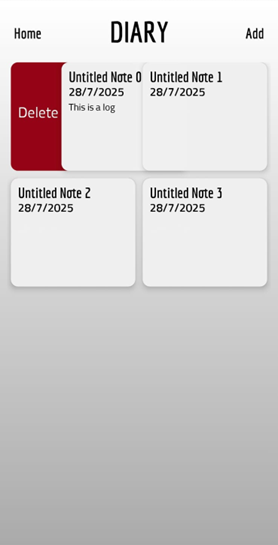 Home DIARY Add
Delete
Untitled Note 0
28/7/2025
This is a log
Untitled Note 1
28/7/2025
Untitled Note 2
28/7/2025
Untitled Note 3
28/7/2025